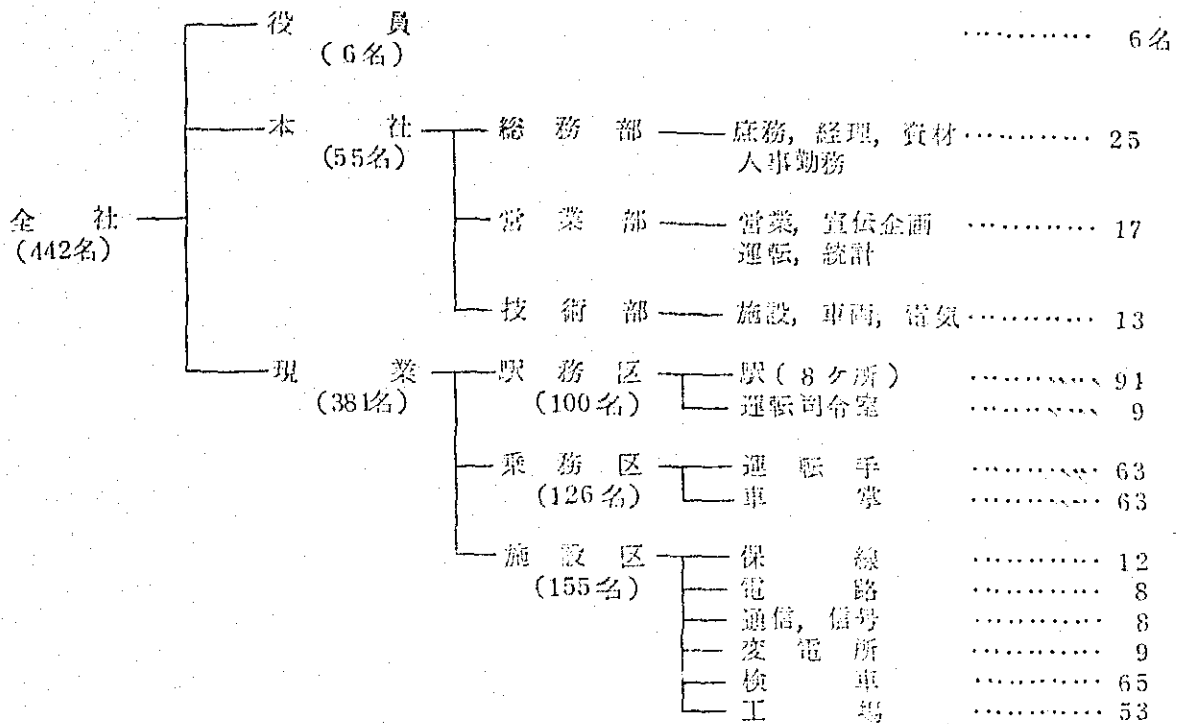 役員 ………… 6名
(6名)
本社 総務部 庶務, 経理, 資材 ………… 25
(55名) 人事勤務
全社
(442名)
営業部 営業, 宣伝企画 ………… 17
運転, 統計
技術部 施設, 車両, 電気 ………… 13
現業 駅務区 駅(8ケ所) ………… 91
(381名) (100名) 運転司令室 ………… 9
乗務区 運転手 ………… 63
(126名) 車掌 ………… 63
施設区 保線 ………… 12
(155名) 電路 ………… 8
通信, 信号 ………… 8
変電所 ………… 9
検車 ………… 65
工場 ………… 53